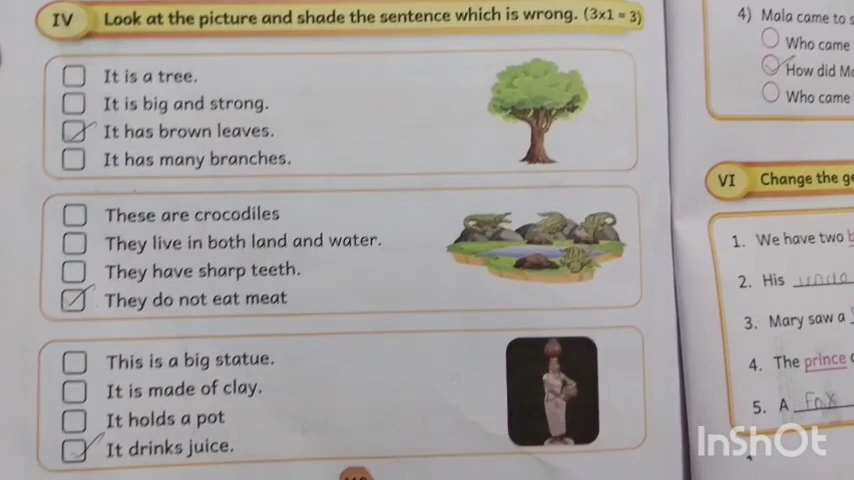 IV Look at the picture and shade the sentence which is wrong. (3x1 = 3)
It is a tree.
It is big and strong.
It has brown leaves.
It has many branches.
These are crocodiles
They live in both land and water.
They have sharp teeth.
They do not eat meat
This is a big statue.
It is made of clay.
It holds a pot
It drinks juice.
4) Mala came to
Who came
How did
Who came
VI Change the
1. We have two
2. His
3. Mary saw a
4. The prince
5. A Fox
InShOt